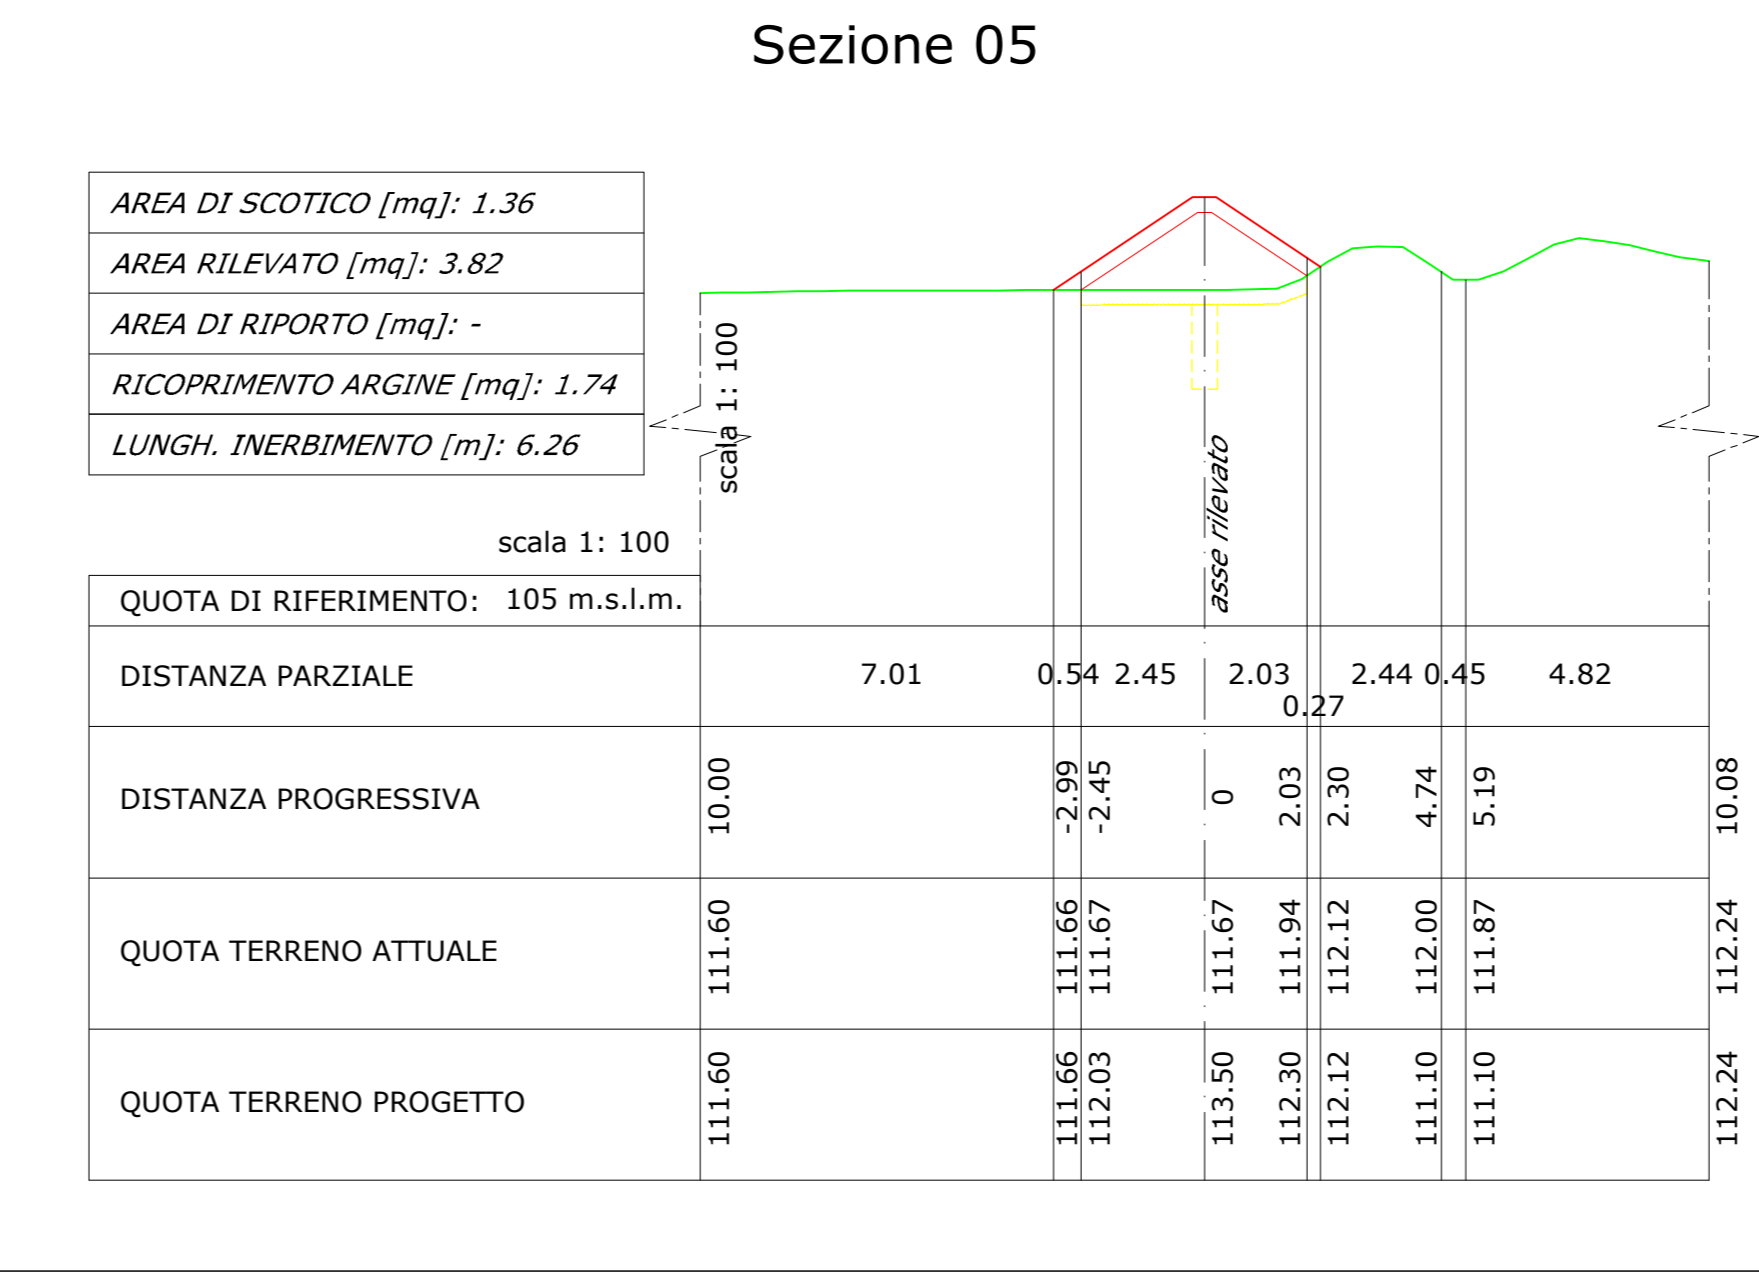 Sezione 05
AREA DI SCOTICO [mq]: 1.36
AREA RILEVATO [mq]: 3.82
AREA DI RIPORTO [mq]: -
RICOPRIMENTO ARGINE [mq]: 1.74
LUNGH. INERBIMENTO [m]: 6.26
scala 1: 100
scala 1: 100
asse rilevato
QUOTA DI RIFERIMENTO: 105 m.s.l.m.
DISTANZA PARZIALE 7.01 0.54 2.45 2.03 0.27 2.44 0.45 4.82
DISTANZA PROGRESSIVA 10.00 -2.99 -2.45 0 2.03 2.30 4.74 5.19 10.08
QUOTA TERRENO ATTUALE 111.60 111.66 111.67 111.67 111.94 112.12 112.00 111.87 112.24
QUOTA TERRENO PROGETTO 111.60 111.66 112.03 113.50 112.30 112.12 111.10 111.10 112.24